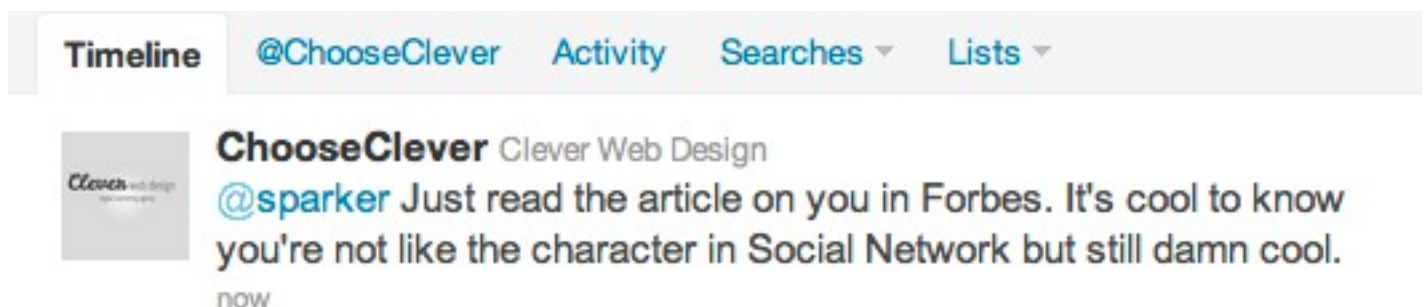 Timeline @ChooseClever Activity Searches Lists
ChooseClever Clever Web Design
Clever web design
@sparker Just read the article on you in Forbes. It's cool to know
you're not like the character in Social Network but still damn cool.
now